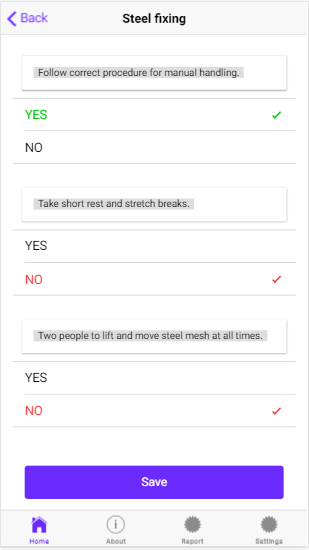 Back
Steel fixing
Follow correct procedure for manual handling.
YES
NO
Take short rest and stretch breaks.
YES
NO
Two people to lift and move steel mesh at all times.
YES
NO
Save
Home About Report Settings